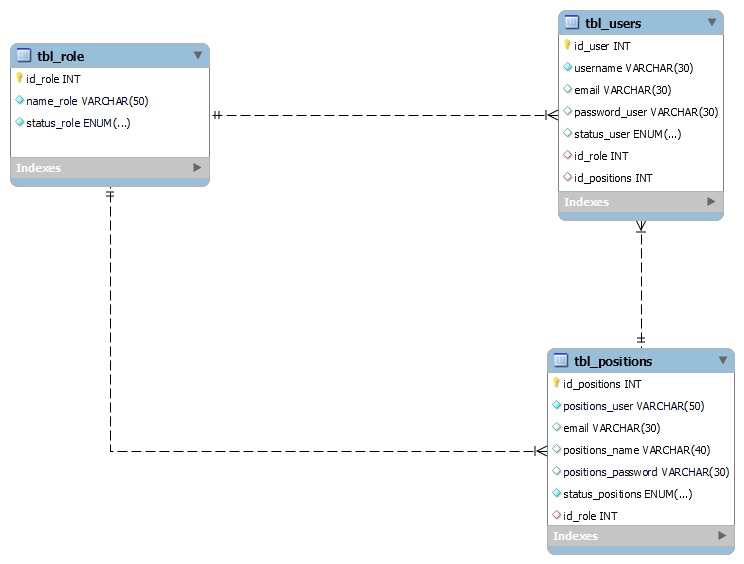 tbl_role
id_role INT
name_role VARCHAR(50)
status_role ENUM(...)
Indexes
tbl_users
id_user INT
username VARCHAR(30)
email VARCHAR(30)
password_user VARCHAR(30)
status_user ENUM(...)
id_role INT
id_positions INT
Indexes
tbl_positions
id_positions INT
positions_user VARCHAR(50)
email VARCHAR(30)
positions_name VARCHAR(40)
positions_password VARCHAR(30)
status_positions ENUM(...)
id_role INT
Indexes